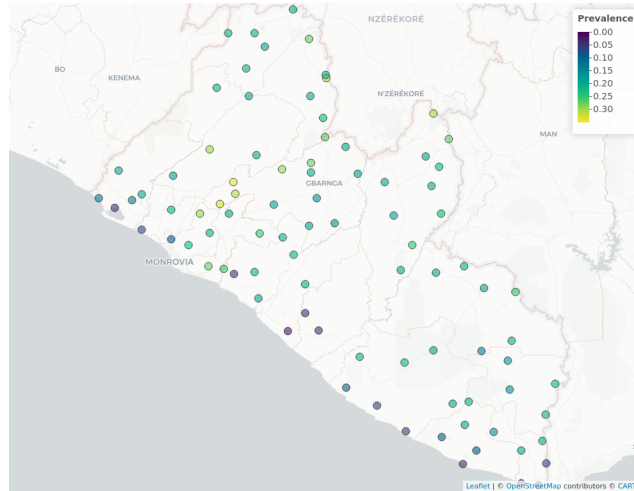 Prevalence
0.00
0.05
0.10
0.15
0.20
0.25
0.30
NZÉRÉKORÉ
BO
KENEMA
N'ZÉRÉKORÉ
MAN
GBARNGA
MONROVIA
Leaflet | © OpenStreetMap contributors © CART